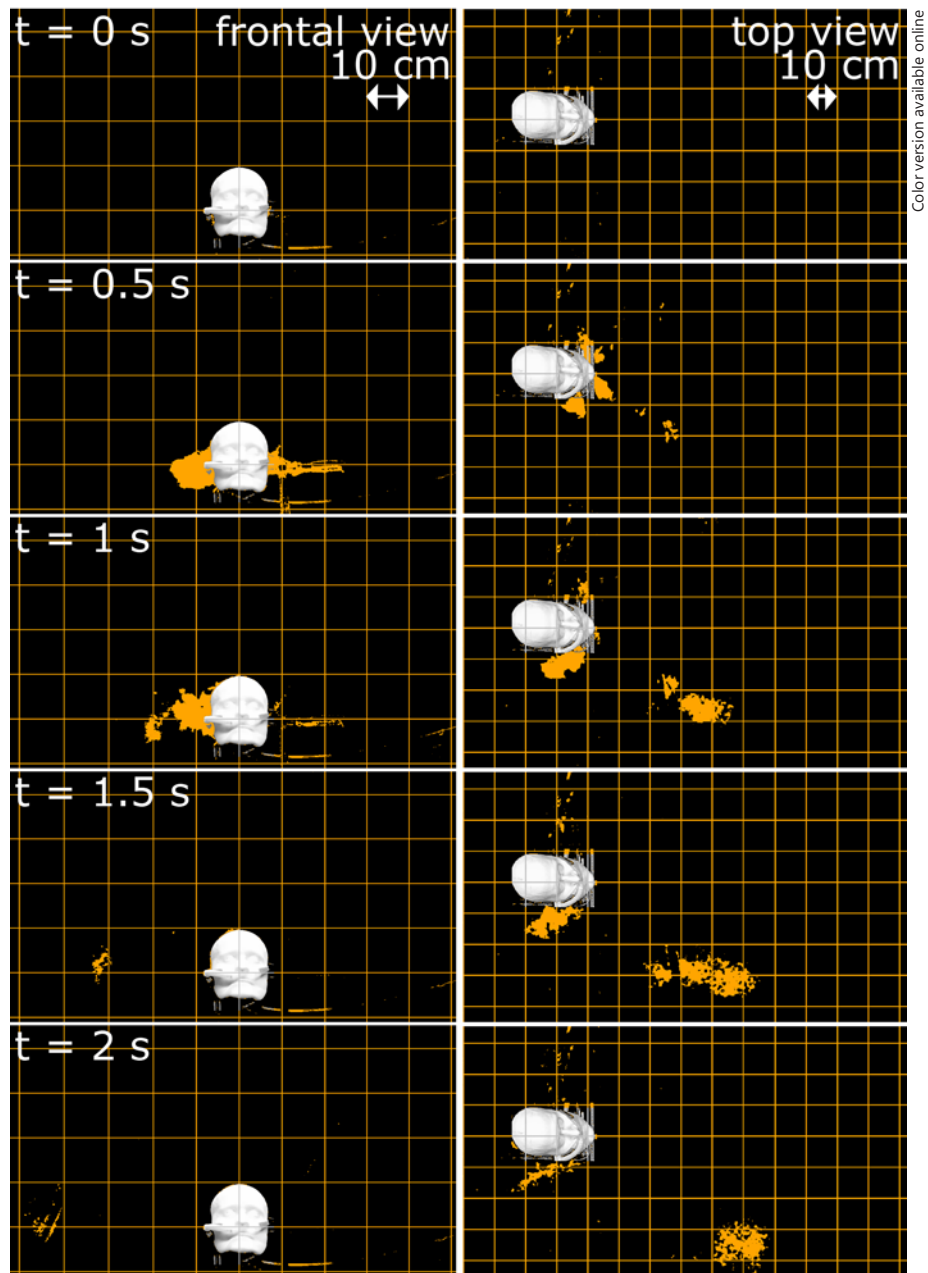 t = 0 s
frontal view
10 cm
top view
10 cm
Color version available online
t = 0.5 s
t = 1 s
t = 1.5 s
t = 2 s